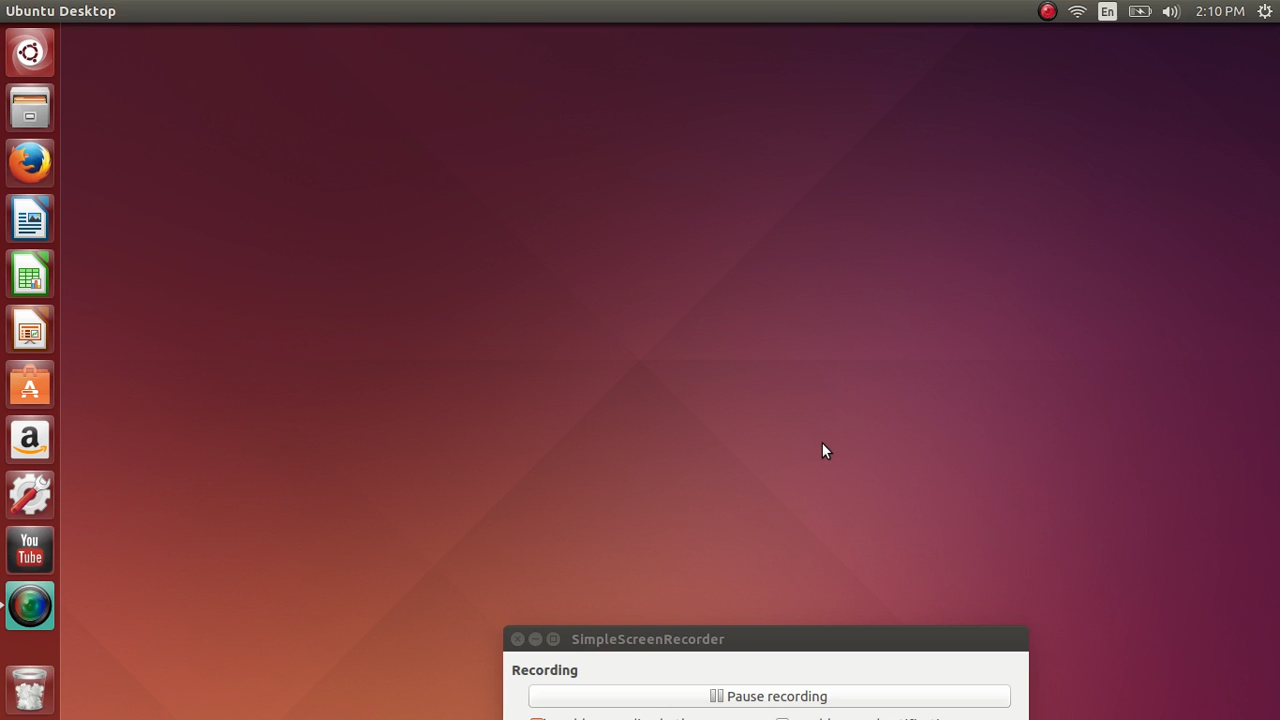 Ubuntu Desktop
En
2:10 PM
A
a
You
Tube
SimpleScreenRecorder
Recording
Pause recording